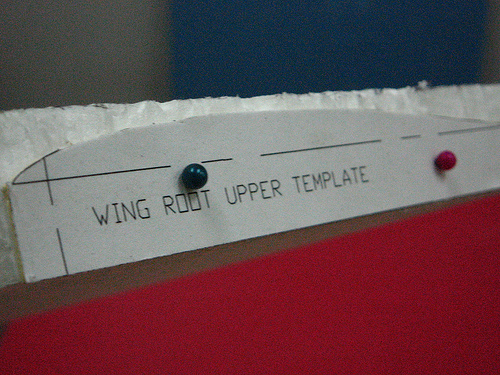 WING ROOT UPPER TEMPLATE